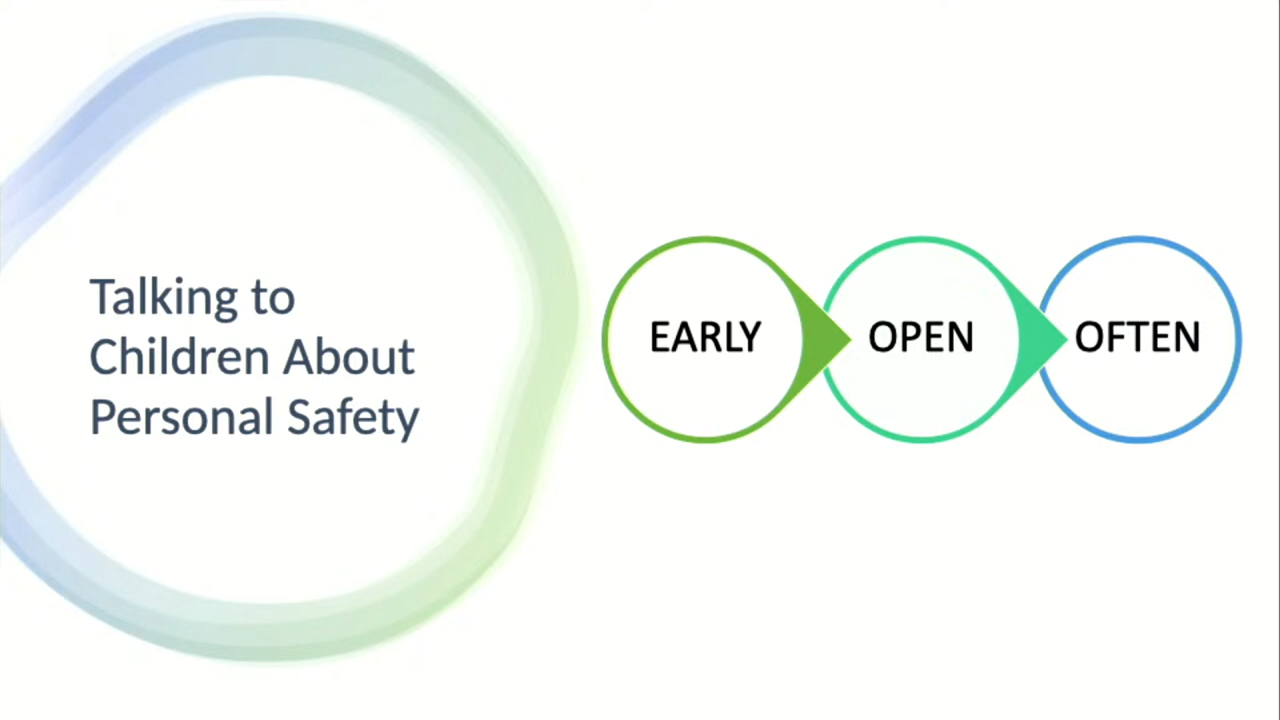 Talking to
Children About
Personal Safety
EARLY
OPEN
OFTEN